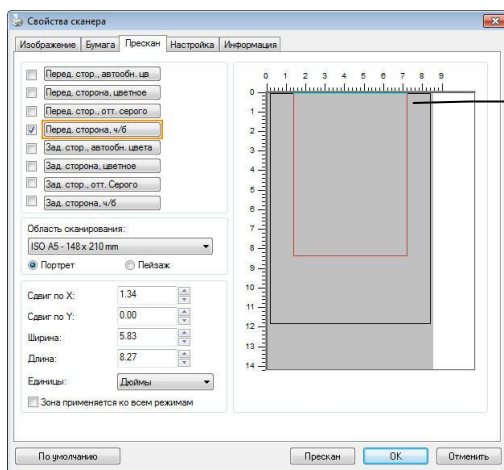 Свойства сканера
Изображение Бумага Прескан Настройка Информация
Перед. стор., автообн. цв
Перед. сторона, цветное
Перед. стор., отт. серого
Перед. сторона, ч/б
Зад. стор., автообн. цвета
Зад. сторона, цветное
Зад. стор., отт. Серого
Зад. сторона, ч/б
Область сканирования:
ISO A5 - 148 x 210 mm
Портрет Пейзаж
Сдвиг по X: 1.34
Сдвиг по Y: 0.00
Ширина: 5.83
Длина: 8.27
Единицы: Дюймы
Зона применяется ко всем режимам
0 1 2 3 4 5 6 7 8 9
0
1
2
3
4
5
6
7
8
9
10
11
12
13
14
По умолчанию Прескан OK Отменить